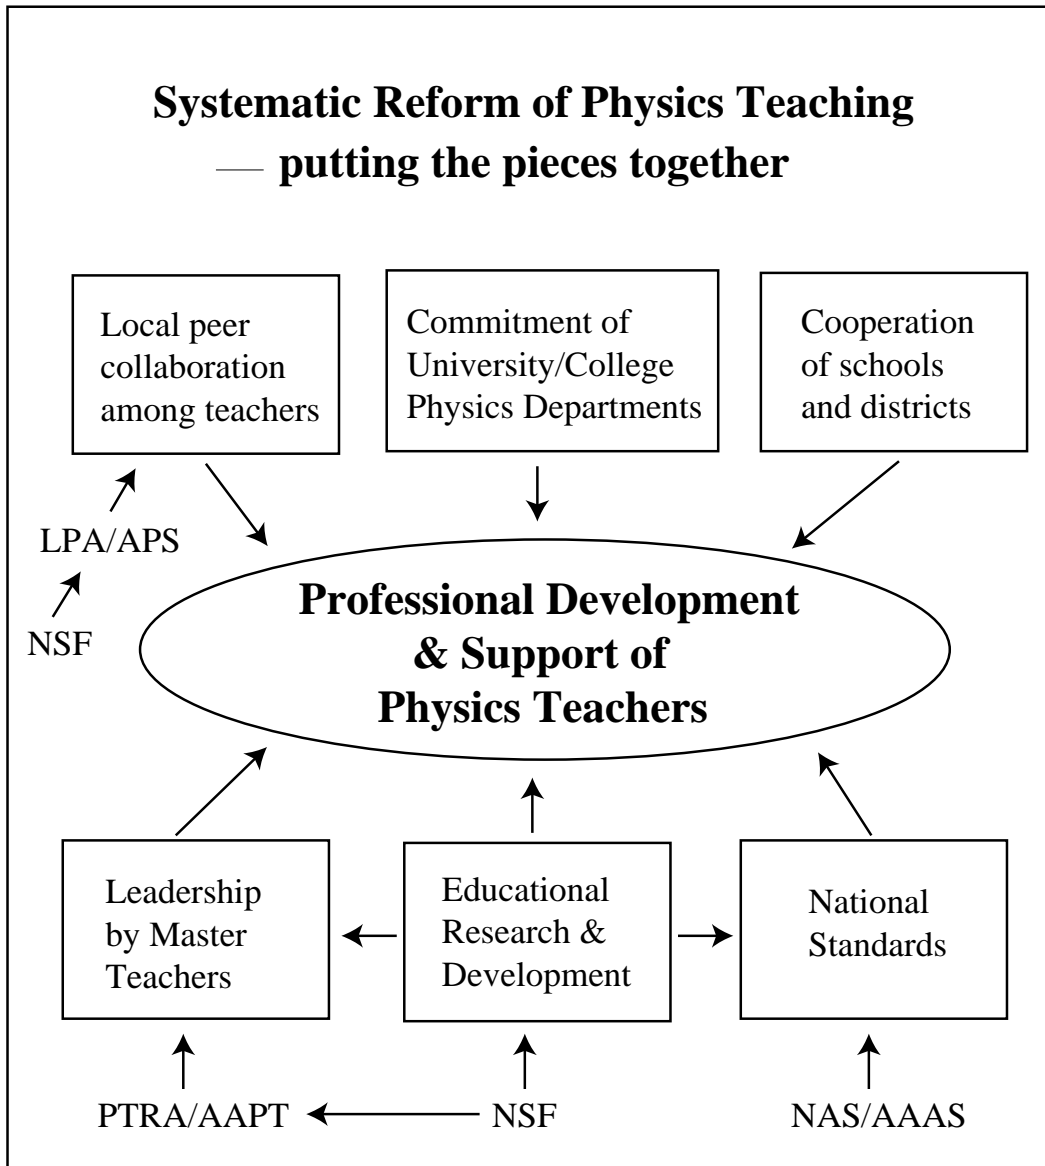 Systematic Reform of Physics Teaching
— putting the pieces together
Local peer
collaboration
among teachers
Commitment of
University/College
Physics Departments
Cooperation
of schools
and districts
LPA/APS
NSF
Professional Development
& Support of
Physics Teachers
Leadership
by Master
Teachers
Educational
Research &
Development
National
Standards
PTRA/AAPT
NSF
NAS/AAAS